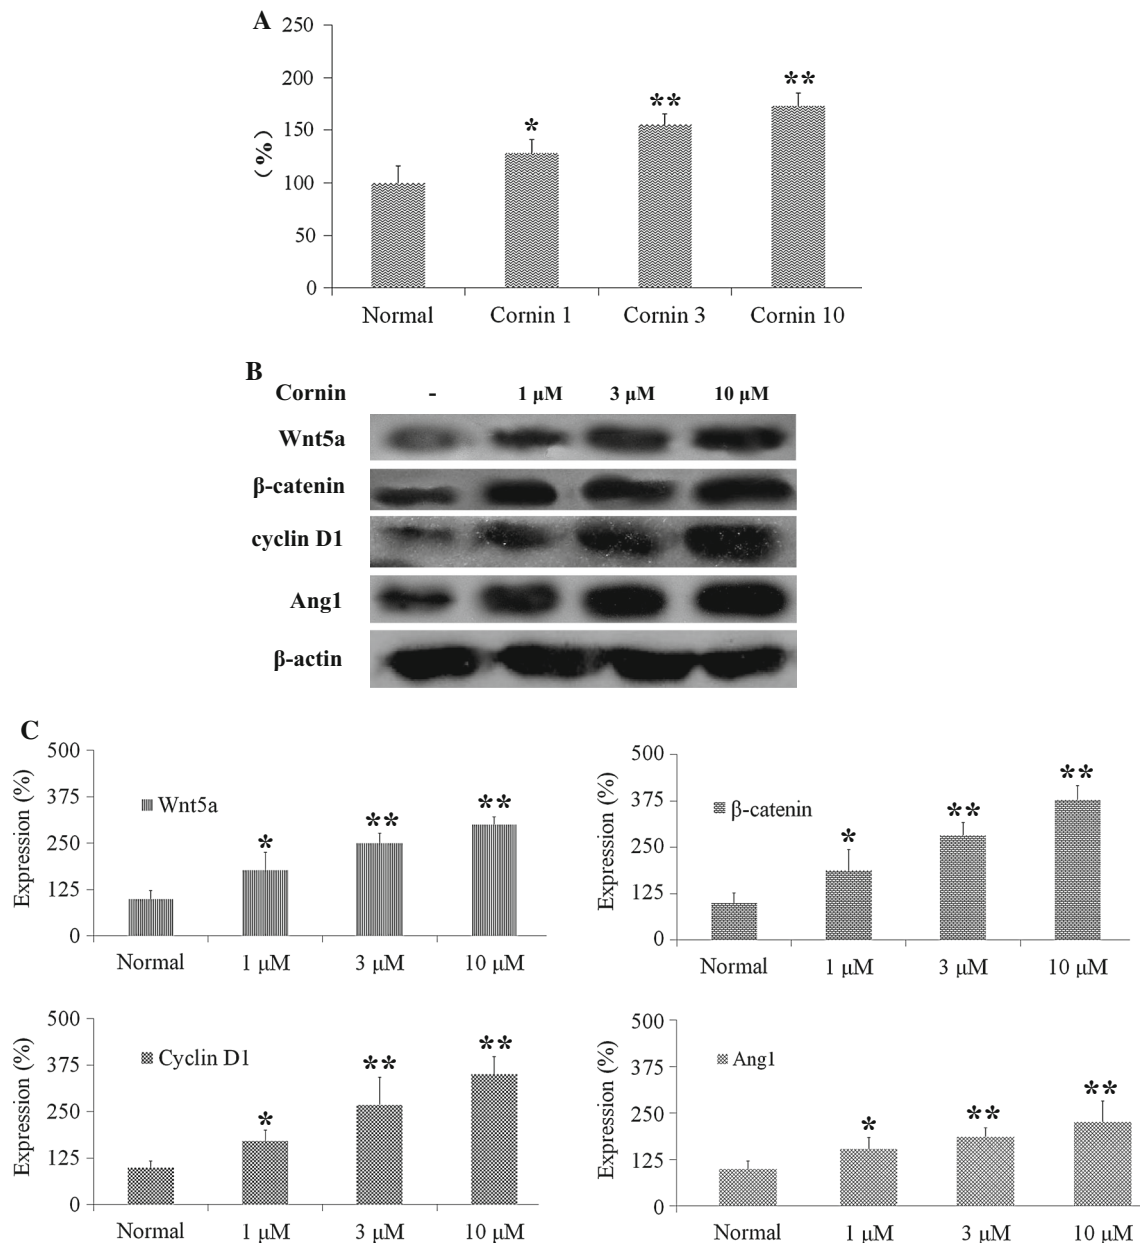 A
250
200
150
100
50
0
(%)
*
**
**
Normal Cornin 1 Cornin 3 Cornin 10
B
Cornin - 1 μM 3 μM 10 μM
Wnt5a
β-catenin
cyclin D1
Ang1
β-actin
C
500
375
250
125
0
Expression (%)
Wnt5a
*
**
**
Normal 1 μM 3 μM 10 μM
500
375
250
125
0
Expression (%)
β-catenin
*
**
**
Normal 1 μM 3 μM 10 μM
500
375
250
125
0
Expression (%)
Cyclin D1
*
**
**
Normal 1 μM 3 μM 10 μM
500
375
250
125
0
Expression (%)
Ang1
*
**
**
Normal 1 μM 3 μM 10 μM